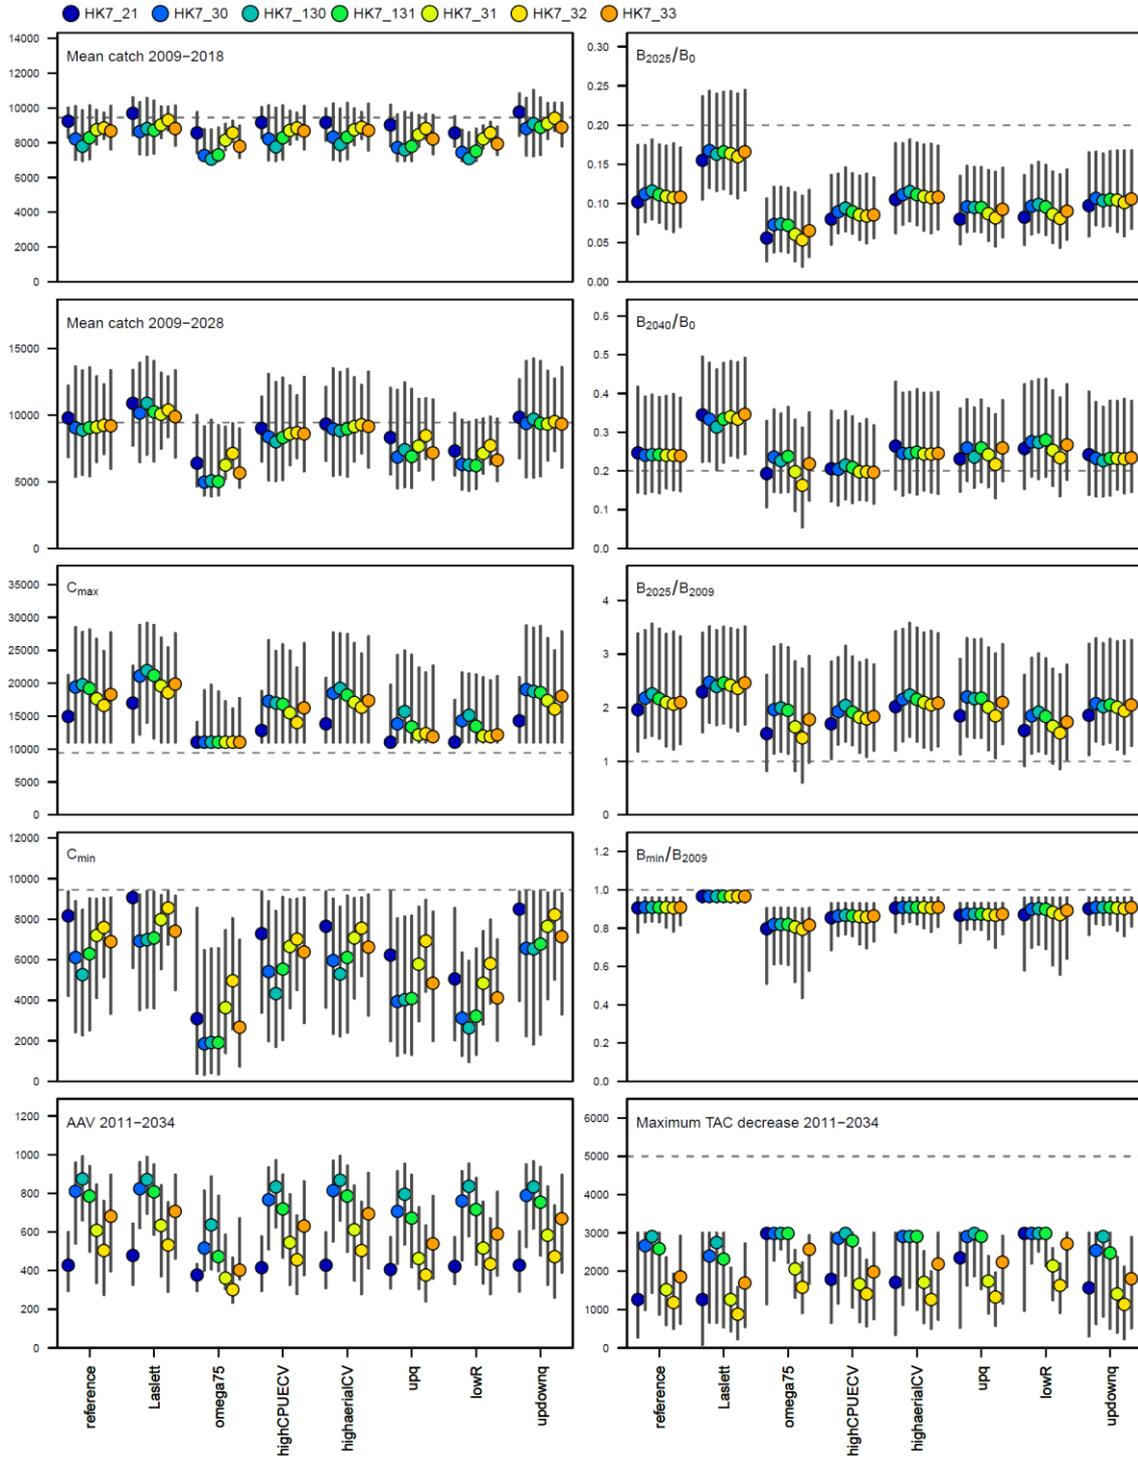 HK7_21 HK7_30 HK7_130 HK7_131 HK7_31 HK7_32 HK7_33
Mean catch 2009−2018
14000
12000
10000
8000
6000
4000
2000
0
B2025/B0
0.30
0.25
0.20
0.15
0.10
0.05
0.00
Mean catch 2009−2028
15000
10000
5000
0
B2040/B0
0.6
0.5
0.4
0.3
0.2
0.1
0.0
Cmax
35000
30000
25000
20000
15000
10000
5000
0
B2025/B2009
4
3
2
1
0
Cmin
12000
10000
8000
6000
4000
2000
0
Bmin/B2009
1.2
1.0
0.8
0.6
0.4
0.2
0.0
AAV 2011−2034
1200
1000
800
600
400
200
0
Maximum TAC decrease 2011−2034
6000
5000
4000
3000
2000
1000
0
reference
Laslett
omega75
highCPUECV
highaerialCV
upq
lowR
updownq
reference
Laslett
omega75
highCPUECV
highaerialCV
upq
lowR
updownq